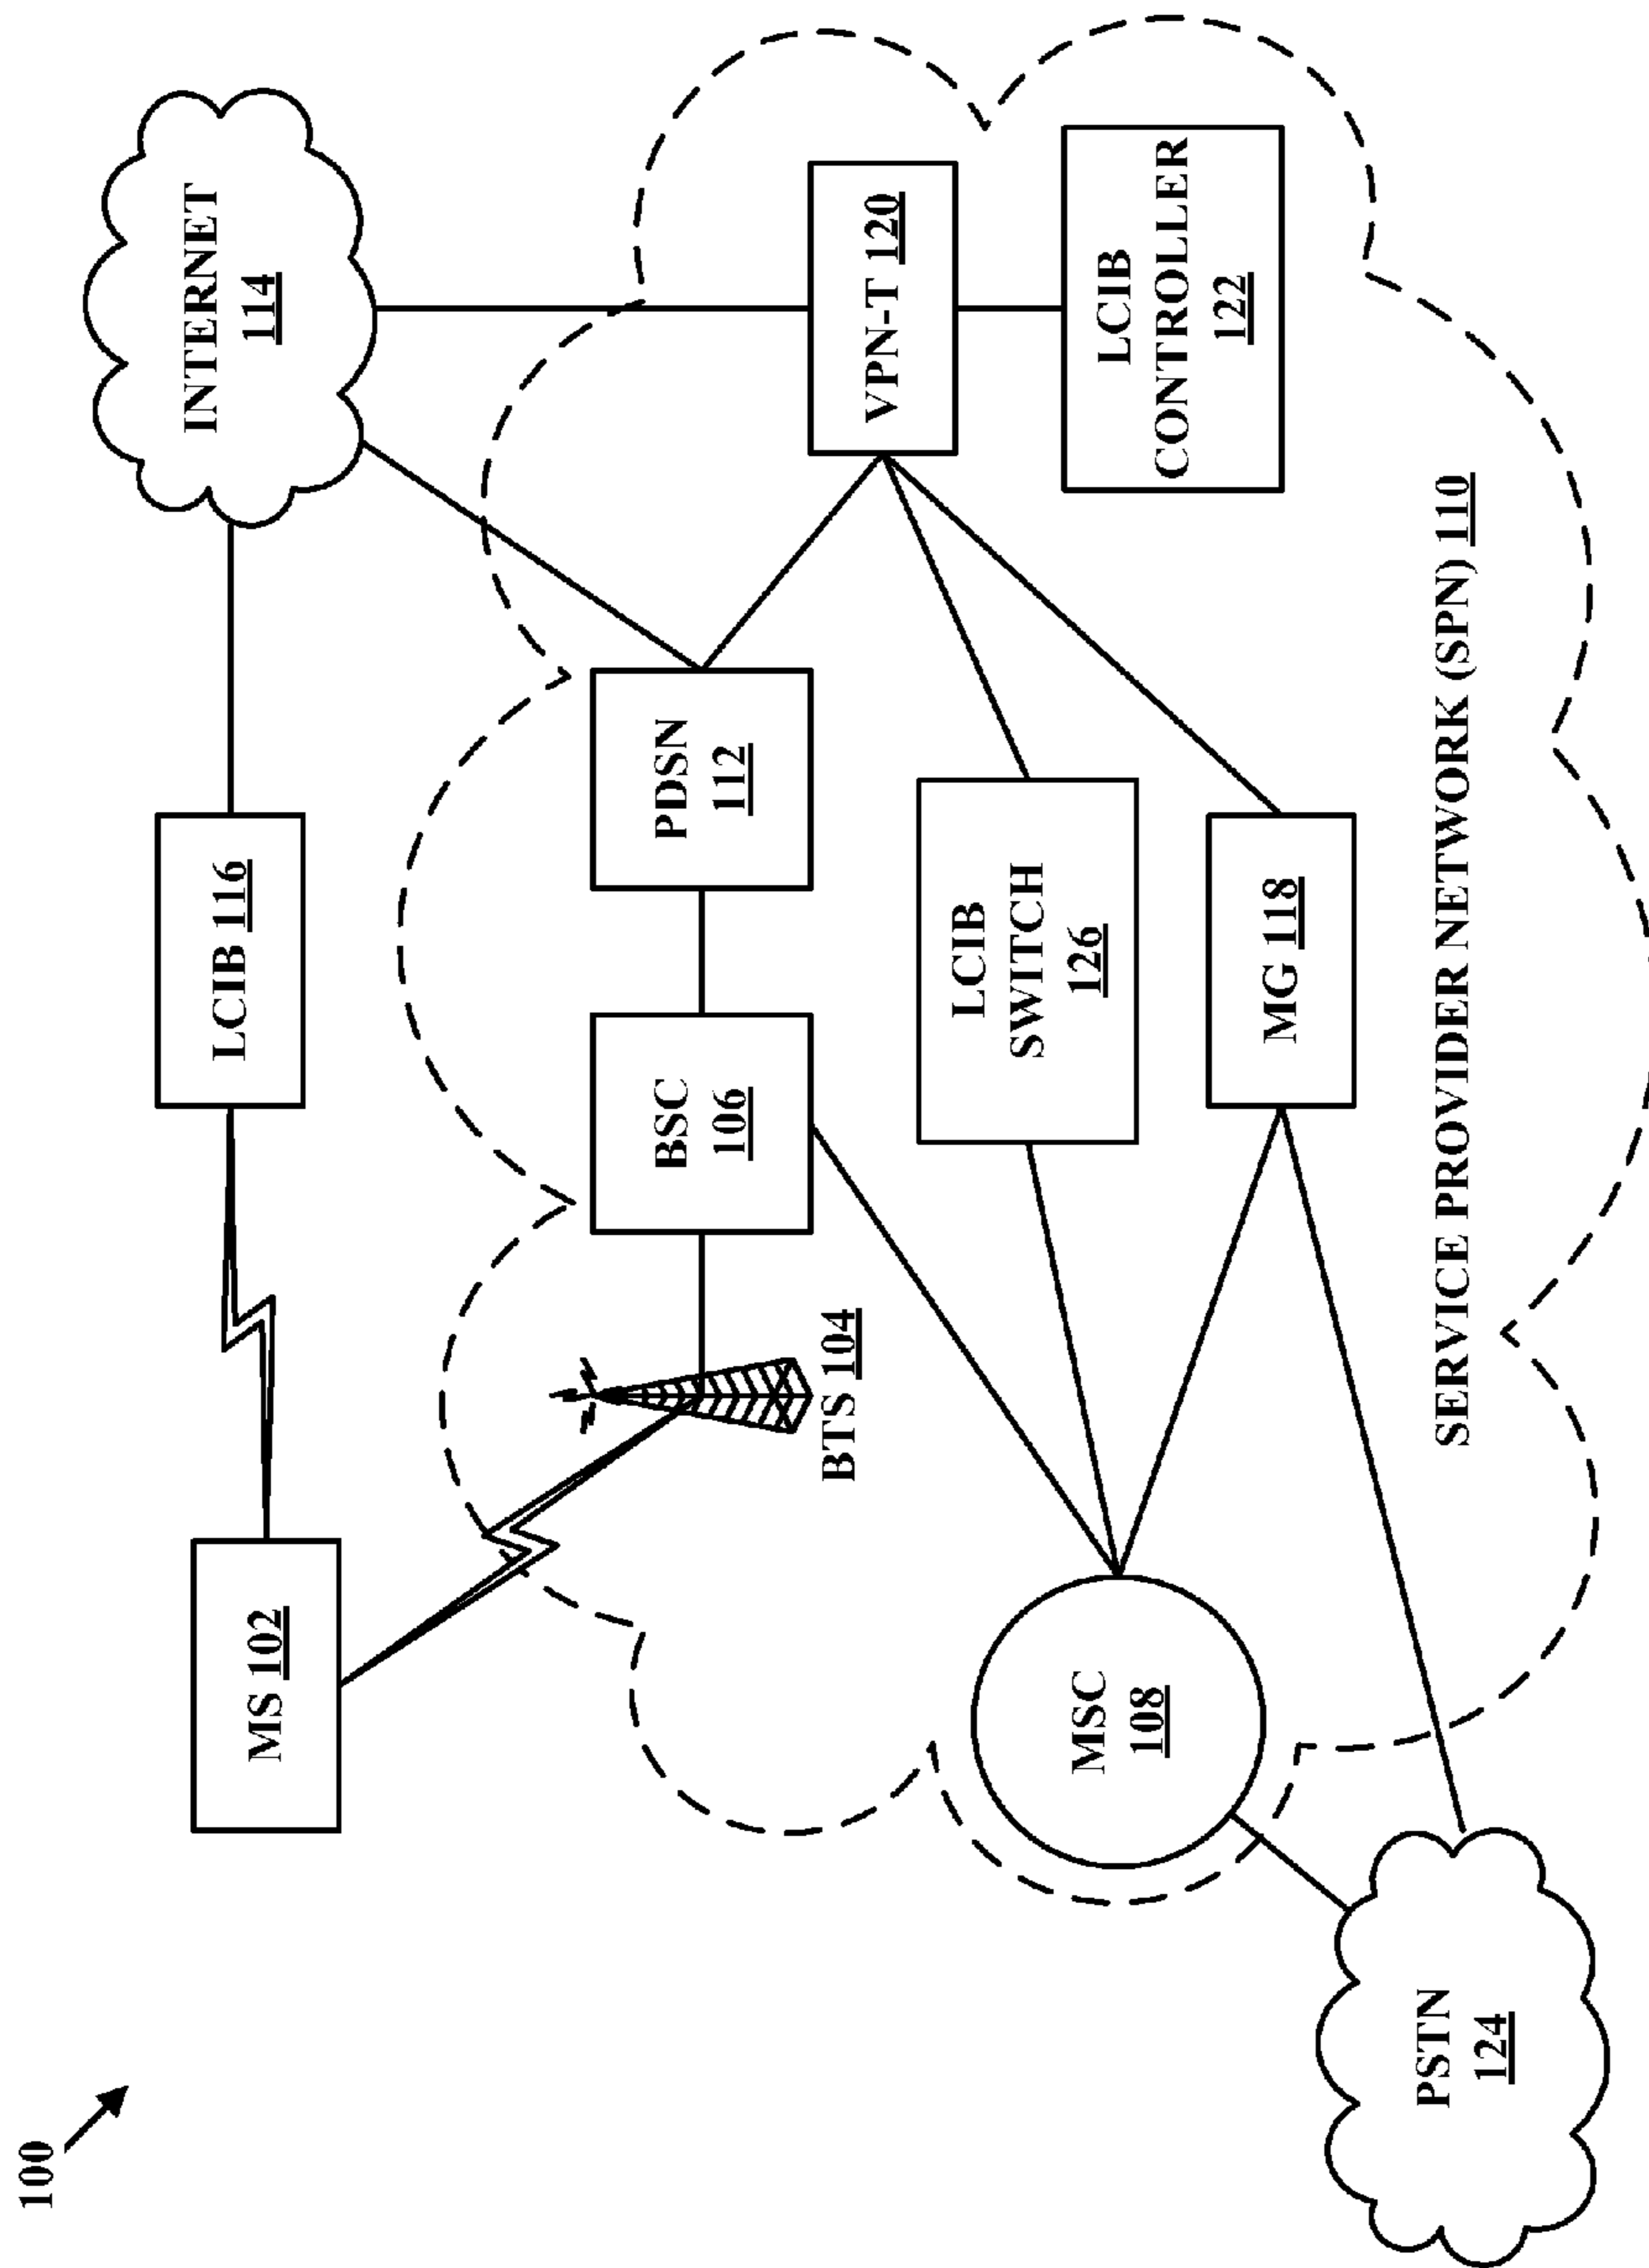 100
MS 102
LCIB 116
INTERNET
114
BTS 104
BSC
106
PDSN
112
VPN-T 120
LCIB
SWITCH
126
LCIB
CONTROLLER
122
MSC
108
MG 118
PSTN
124
SERVICE PROVIDER NETWORK (SPN) 110